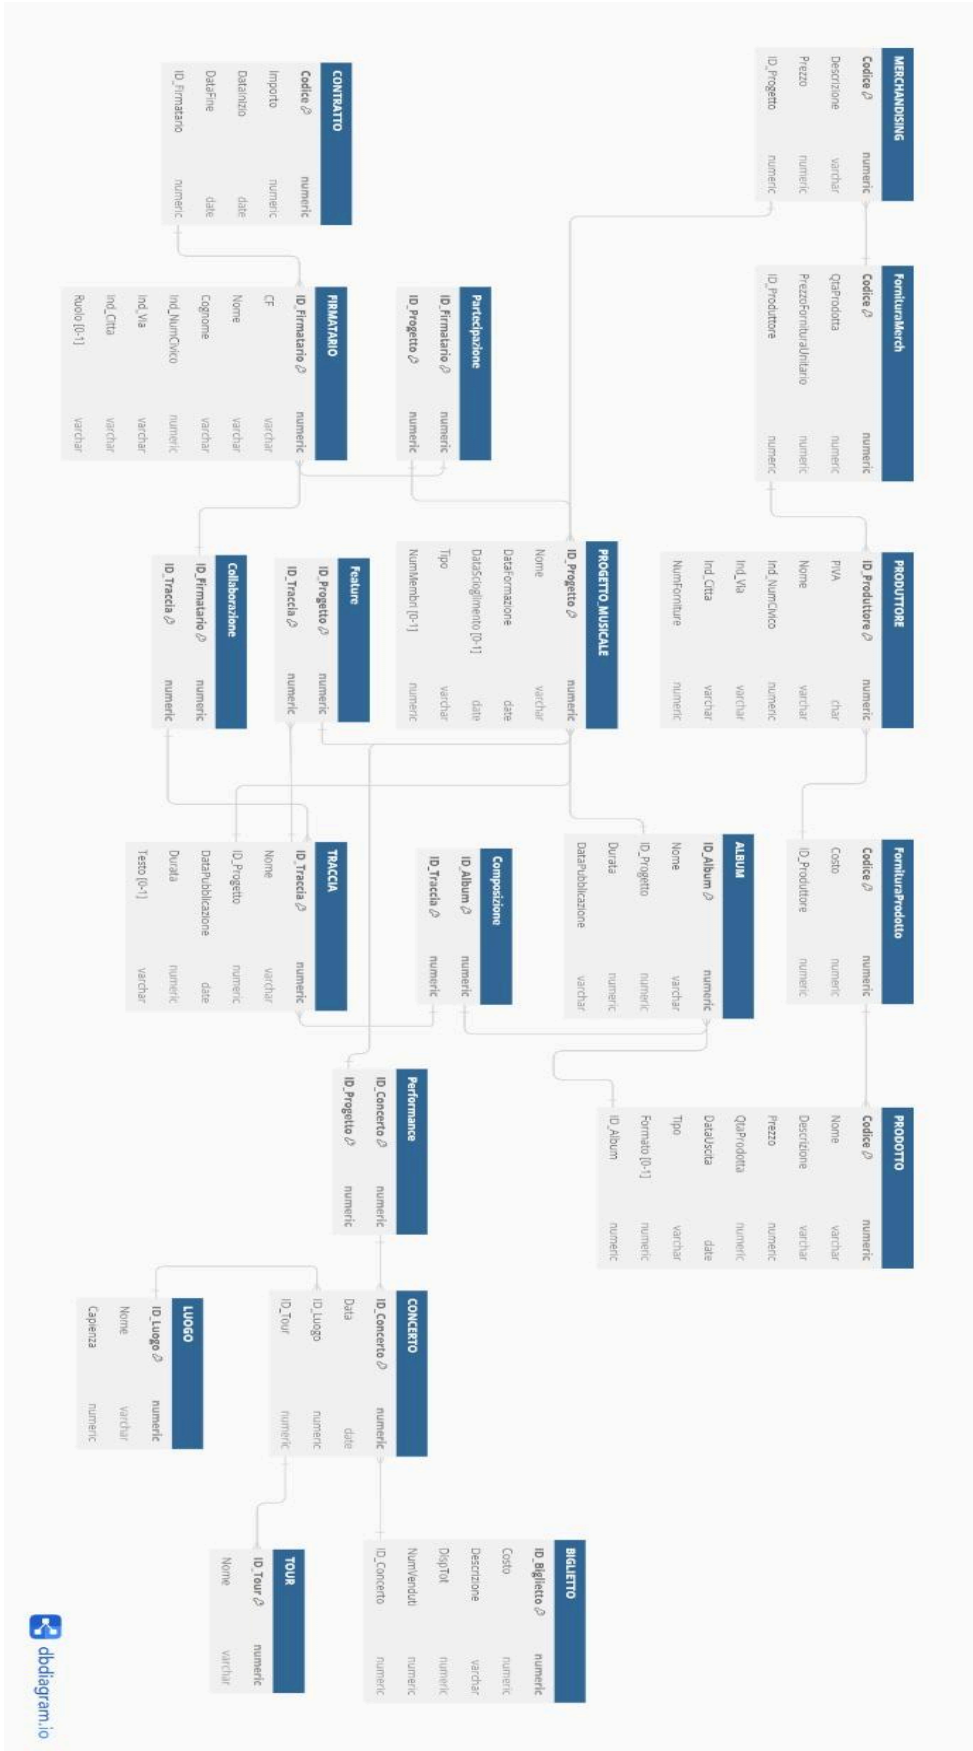 MERCHANDISING
Codice numeric
Descrizione varchar
Prezzo numeric
ID_Progetto numeric
FornituraMerch
Codice numeric
QtaProdotta numeric
PrezzoFornituraUnitario numeric
ID_Produttore numeric
PRODUTTORE
ID_Produttore numeric
PIVA char
Nome varchar
Ind_NumCivico numeric
Ind_Via varchar
Ind_Citta varchar
NumForniture numeric
FornituraProdotto
Codice numeric
Costo numeric
ID_Produttore numeric
PRODOTTO
Codice numeric
Nome varchar
Descrizione varchar
Prezzo numeric
QtaProdotta numeric
DataUscita date
Tipo varchar
Formato [0-1] numeric
ID_Album numeric
CONTRATTO
Codice numeric
Importo numeric
DataInizio date
DataFine date
ID_Firmatario numeric
FIRMATARIO
ID_Firmatario numeric
CF varchar
Nome varchar
Cognome varchar
Ind_NumCivico numeric
Ind_Via varchar
Ind_Citta varchar
Ruolo [0-1] varchar
Partecipazione
ID_Firmatario numeric
ID_Progetto numeric
PROGETTO_MUSICALE
ID_Progetto numeric
Nome varchar
DataFormazione date
DataScioglimento [0-1] date
Tipo varchar
NumMembri [0-1] numeric
Feature
ID_Progetto numeric
ID_Traccia numeric
Collaborazione
ID_Firmatario numeric
ID_Traccia numeric
ALBUM
ID_Album numeric
Nome varchar
ID_Progetto numeric
Durata numeric
DataPubblicazione varchar
Composizione
ID_Album numeric
ID_Traccia numeric
TRACCIA
ID_Traccia numeric
Nome varchar
ID_Progetto numeric
DataPubblicazione date
Durata numeric
Testo [0-1] varchar
Performance
ID_Concerto numeric
ID_Progetto numeric
CONCERTO
ID_Concerto numeric
Data date
ID_Luogo numeric
ID_Tour numeric
LUOGO
ID_Luogo numeric
Nome varchar
Capienza numeric
BIGLIETTO
ID_Biglietto numeric
Costo numeric
Descrizione varchar
DispTot numeric
NumVenduti numeric
ID_Concerto numeric
TOUR
ID_Tour numeric
Nome varchar
dbdiagram.io